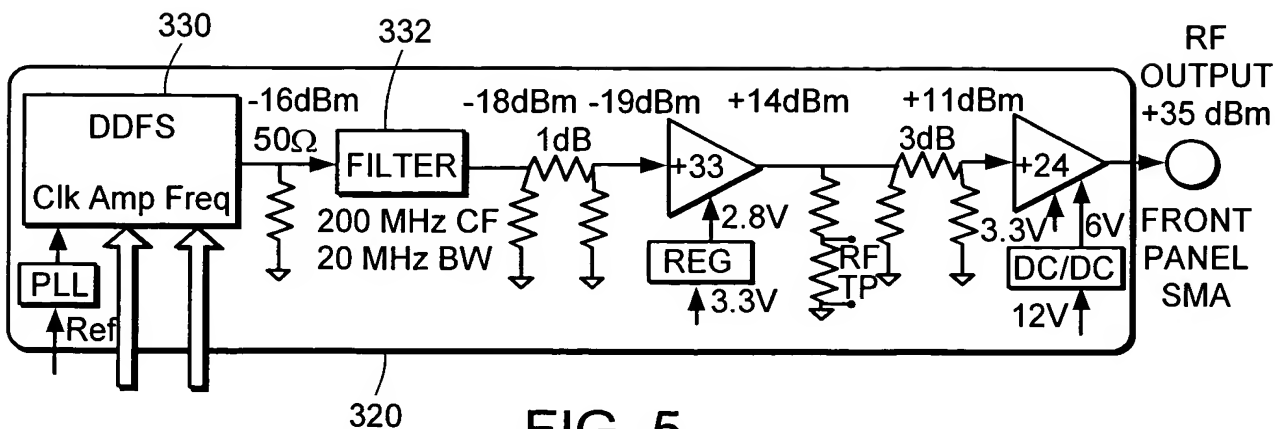 330
332
RF
OUTPUT
+35 dBm
DDFS
Clk Amp Freq
-16dBm
50Ω
FILTER
200 MHz CF
20 MHz BW
-18dBm
1dB
-19dBm
+33
+14dBm
3dB
+11dBm
+24
2.8V
REG
3.3V
RF
TP
3.3V
6V
DC/DC
12V
FRONT
PANEL
SMA
PLL
Ref
320
FIG. 5